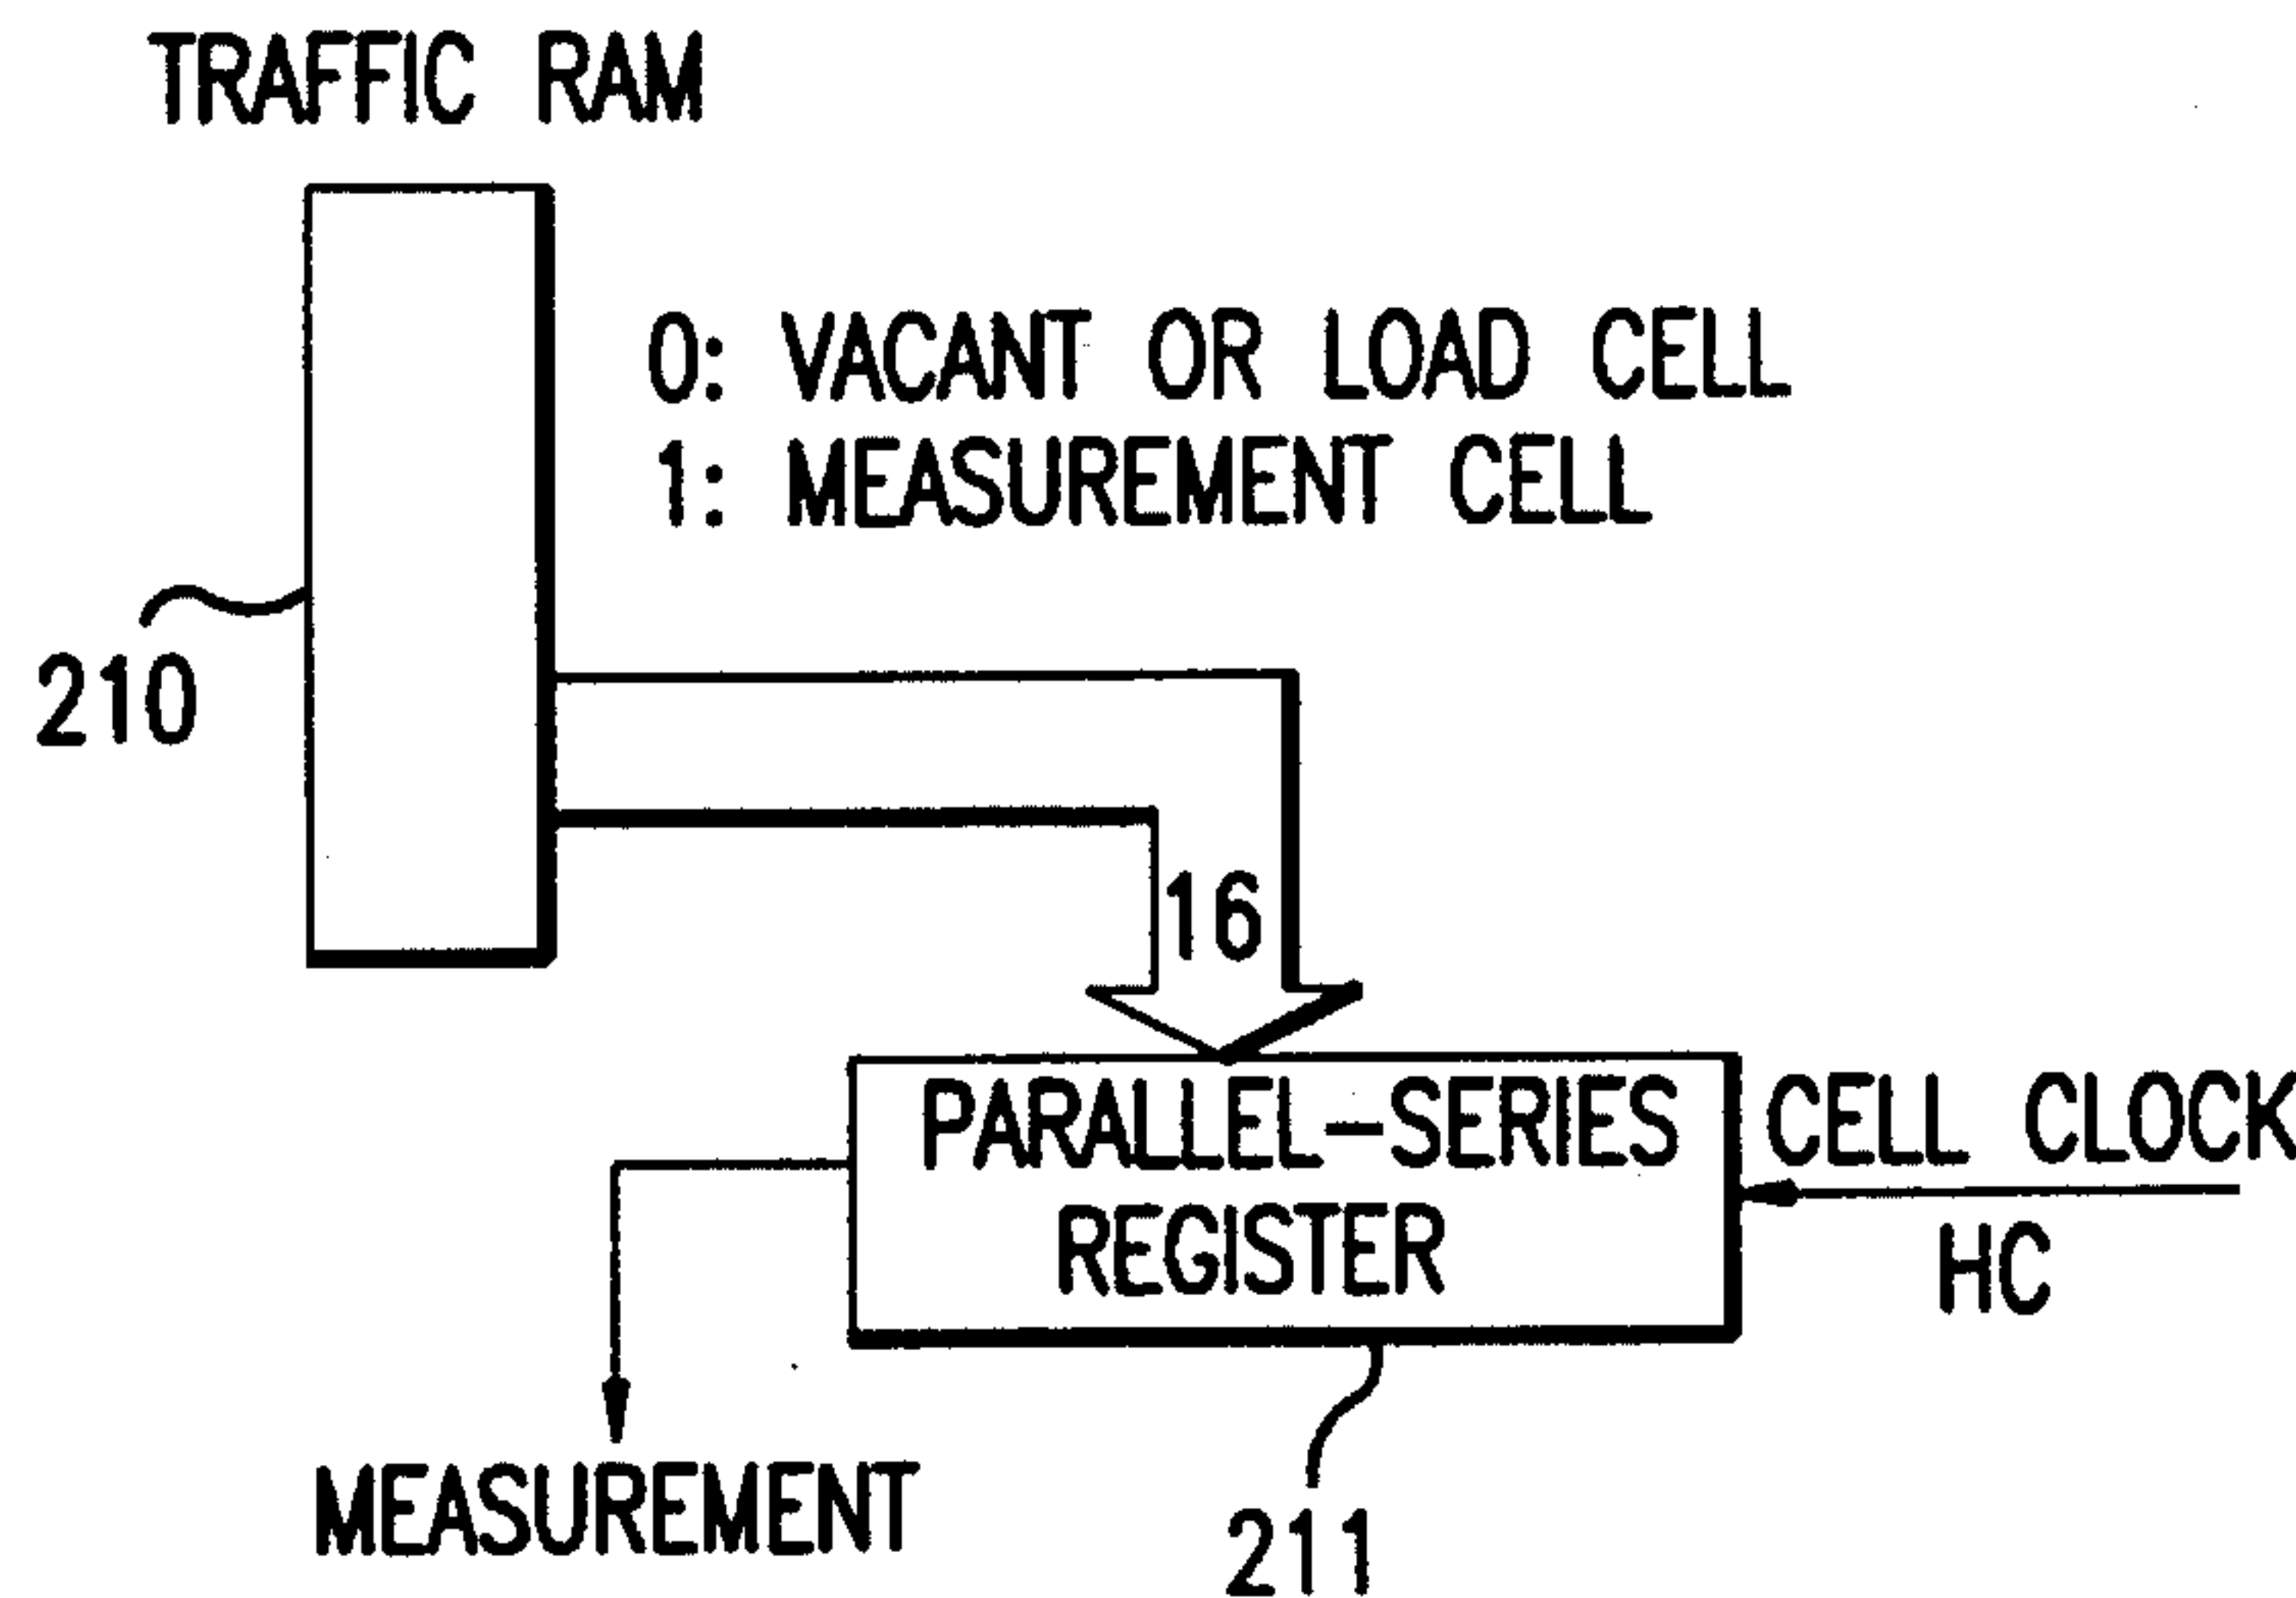 TRAFFIC RAM
0: VACANT OR LOAD CELL
1: MEASUREMENT CELL
210
16
PARALLEL-SERIES
REGISTER
CELL CLOCK
HC
MEASUREMENT
211